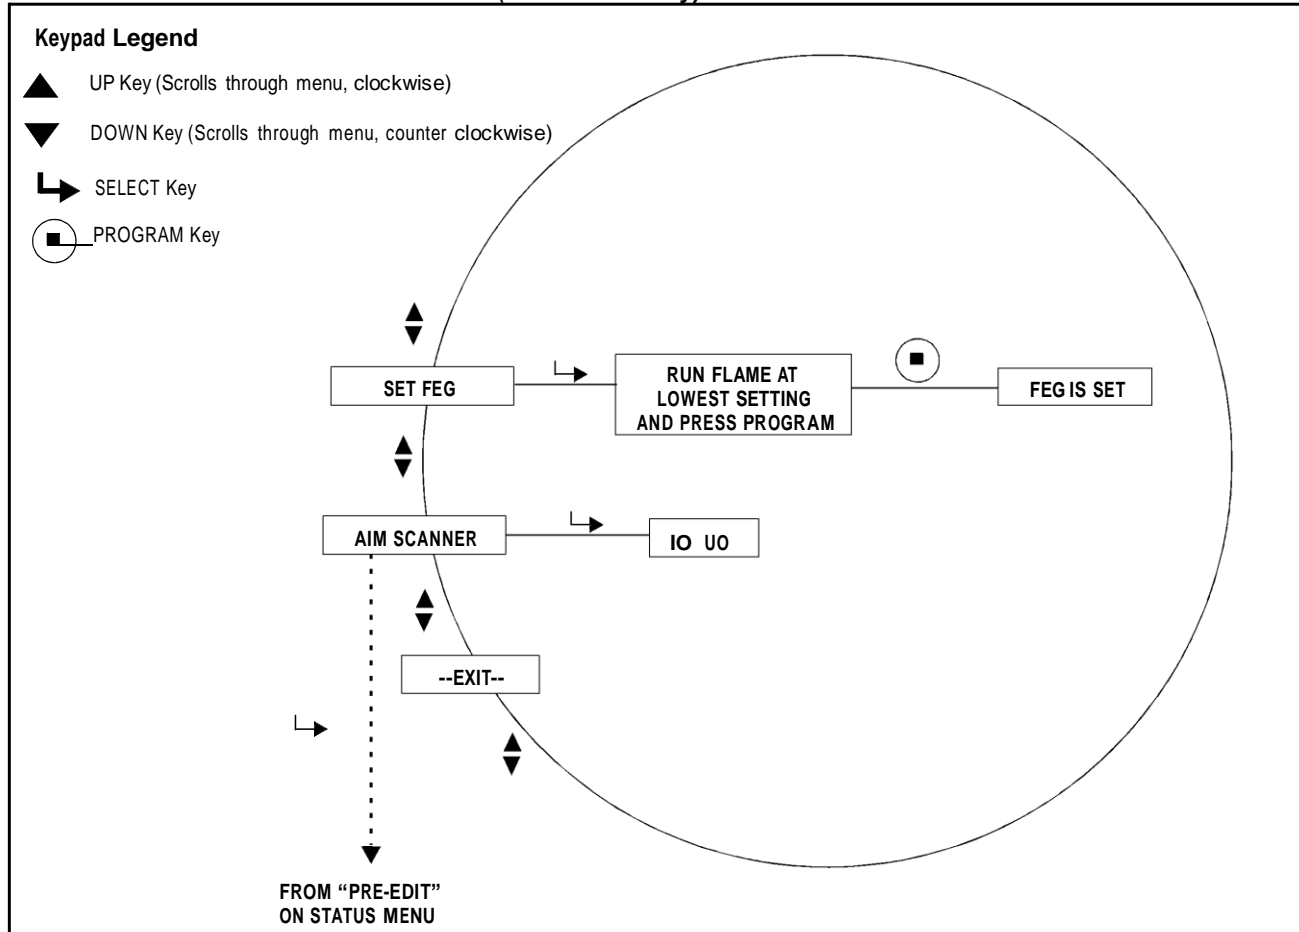 Keypad Legend
UP Key (Scrolls through menu, clockwise)
DOWN Key (Scrolls through menu, counter clockwise)
SELECT Key
PROGRAM Key
SET FEG
RUN FLAME AT
LOWEST SETTING
AND PRESS PROGRAM
FEG IS SET
AIM SCANNER
IO UO
--EXIT--
FROM “PRE-EDIT”
ON STATUS MENU